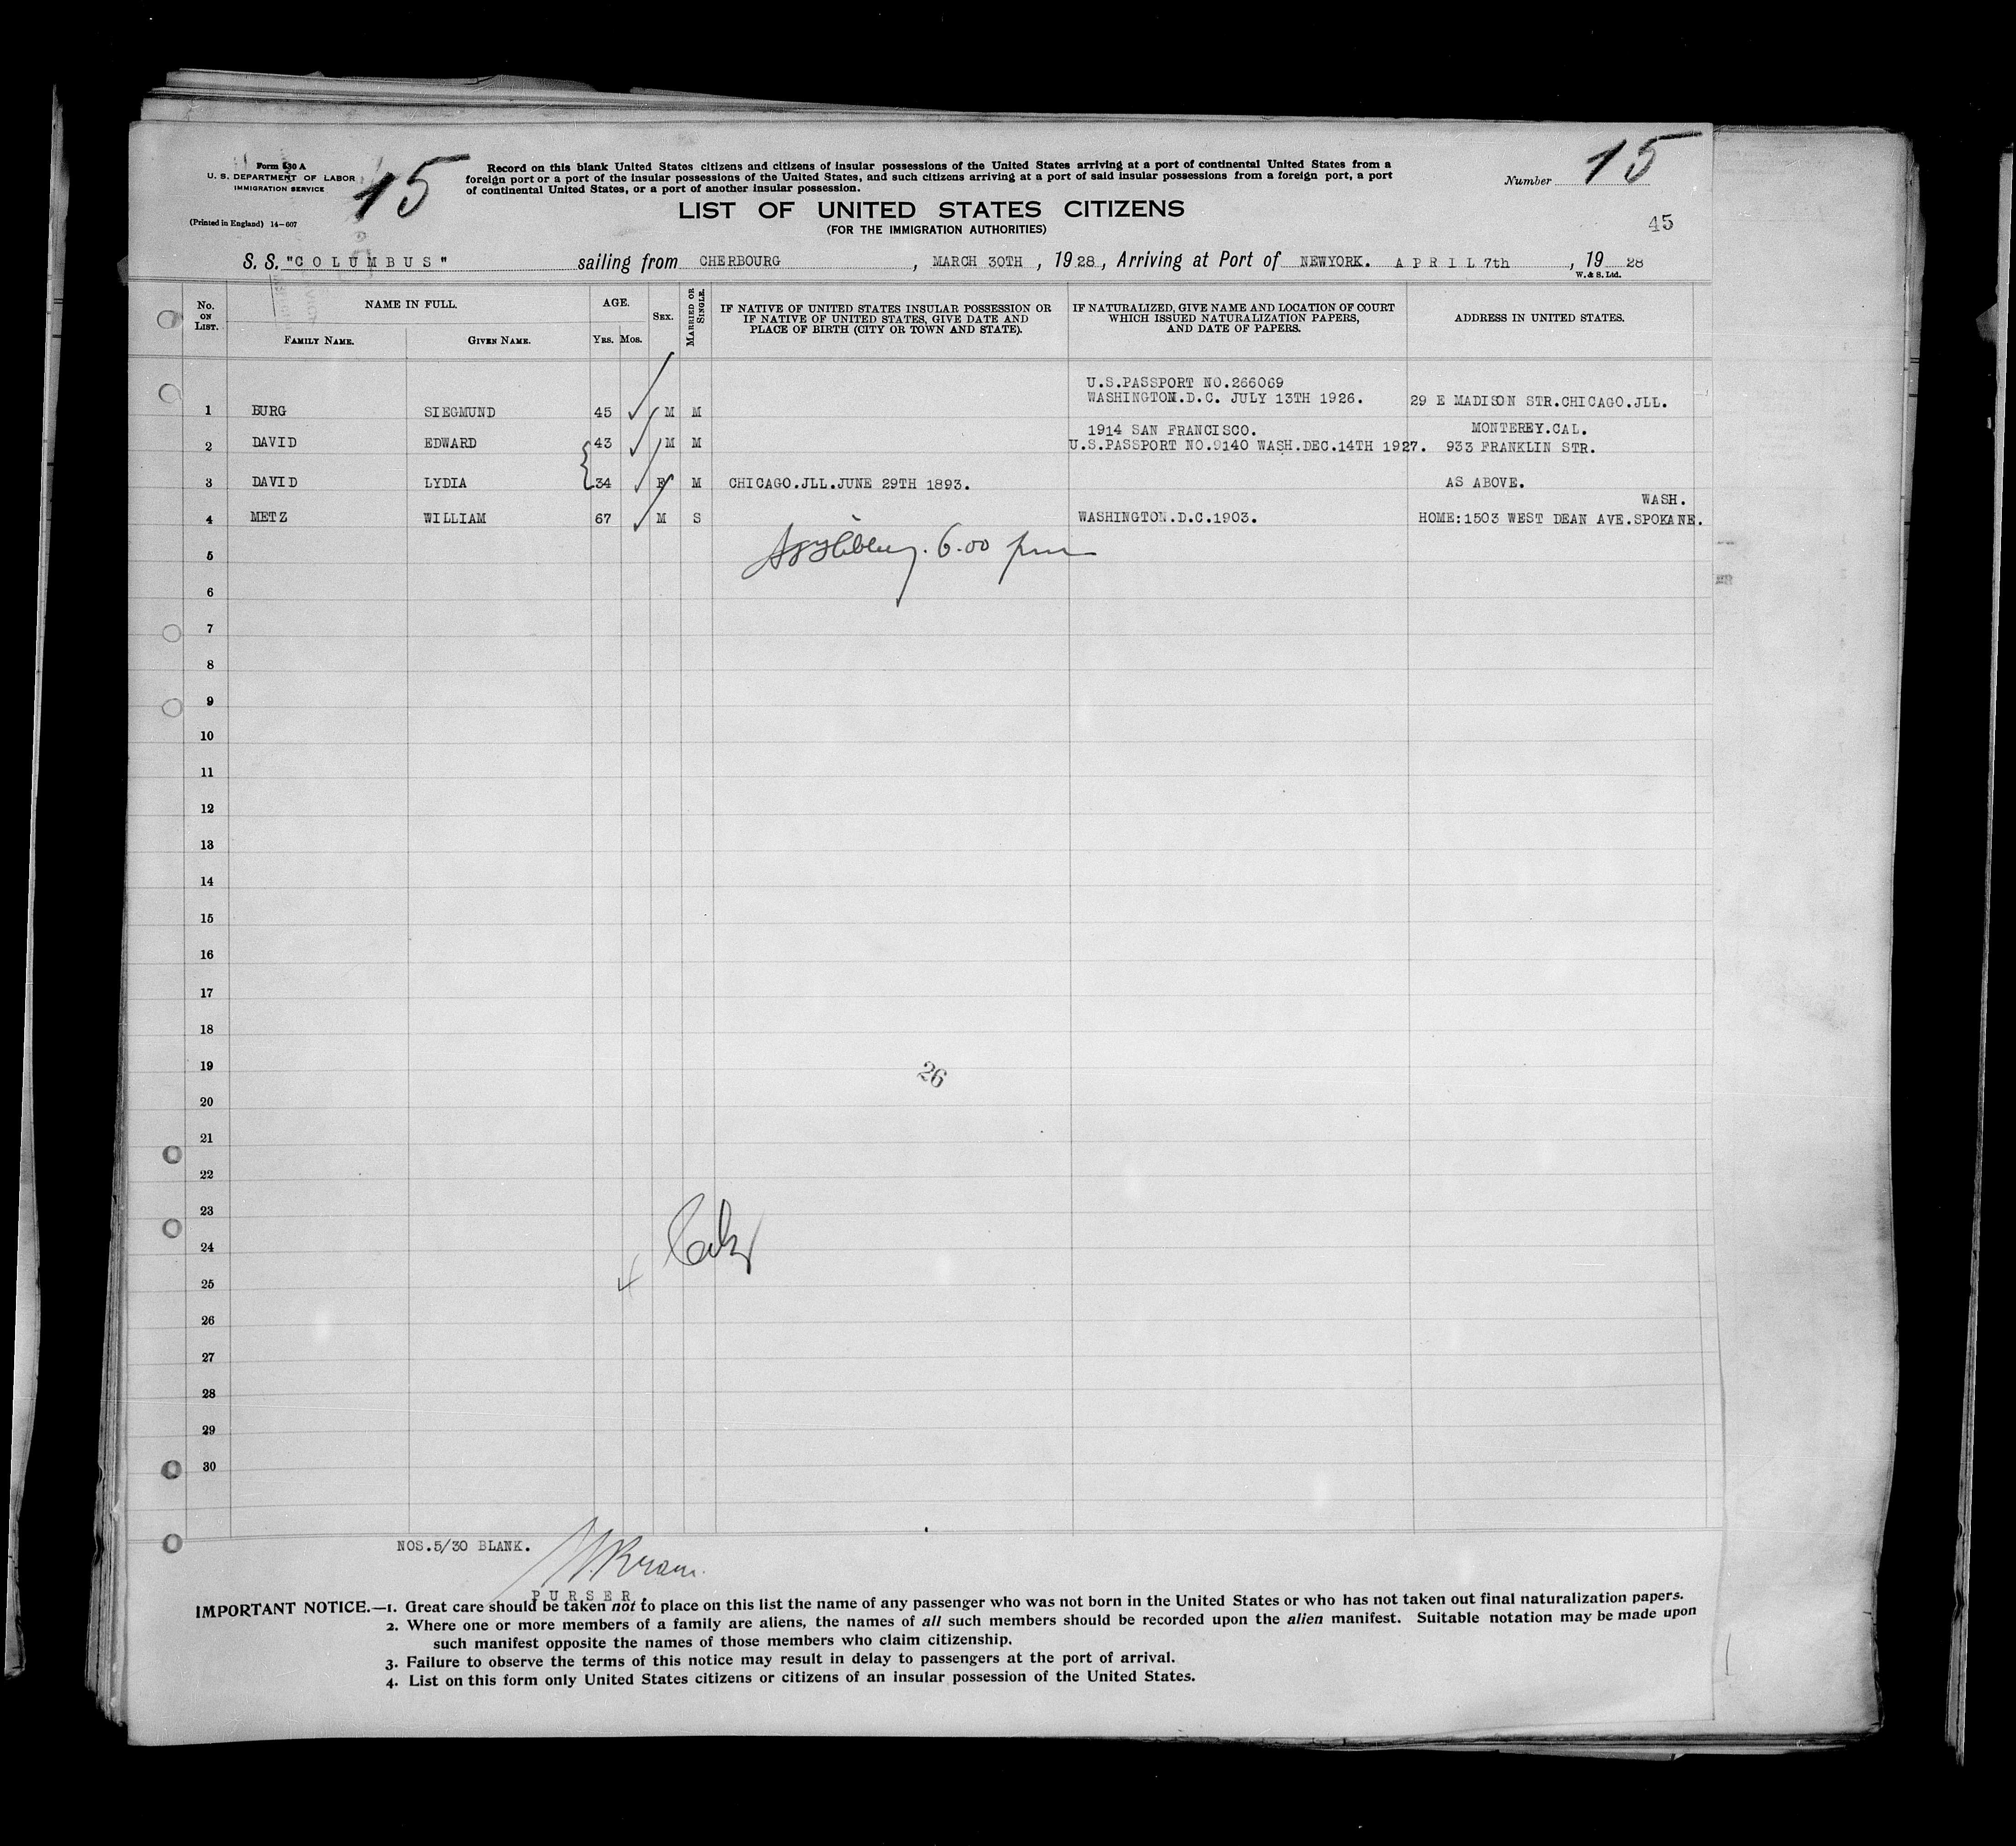 Form 630 A
U. S. DEPARTMENT OF LABOR
IMMIGRATION SERVICE
(Printed in England) 14-607
15
Record on this blank United States citizens and citizens of insular possessions of the United States arriving at a port of continental United States from a
foreign port or a port of the insular possessions of the United States, and such citizens arriving at a port of said insular possessions from a foreign port, a port
of continental United States, or a port of another insular possession.
Number 15
LIST OF UNITED STATES CITIZENS
(FOR THE IMMIGRATION AUTHORITIES)
45
S. S. "COLUMBUS" sailing from CHERBOURG, MARCH 30TH, 1928, Arriving at Port of NEWYORK. APRIL 7th, 19 28
W. & S. Ltd.
No. ON LIST. NAME IN FULL. AGE. SEX. MARRIED OR SINGLE. IF NATIVE OF UNITED STATES INSULAR POSSESSION OR IF NATIVE OF UNITED STATES, GIVE DATE AND PLACE OF BIRTH (CITY OR TOWN AND STATE). IF NATURALIZED, GIVE NAME AND LOCATION OF COURT WHICH ISSUED NATURALIZATION PAPERS, AND DATE OF PAPERS. ADDRESS IN UNITED STATES.
FAMILY NAME. GIVEN NAME. YRS. MOS.
U.S.PASSPORT NO.266069
WASHINGTON.D.C. JULY 13TH 1926.
1 BURG SIEGMUND 45 M M 29 E MADISON STR.CHICAGO.JLL.
1914 SAN FRANCISCO. MONTEREY.CAL.
2 DAVID EDWARD 43 M M U.S.PASSPORT NO.9140 WASH.DEC.14TH 1927. 933 FRANKLIN STR.
3 DAVID LYDIA 34 F M CHICAGO.JLL.JUNE 29TH 1893. AS ABOVE.
WASH.
4 METZ WILLIAM 67 M S WASHINGTON.D.C.1903. HOME:1503 WEST DEAN AVE.SPOKANE.
6.00 pm
5
6
7
8
9
10
11
12
13
14
15
16
17
18
19
26
20
21
22
23
24
25
26
27
28
29
30
NOS.5/30 BLANK.
PURSER.
IMPORTANT NOTICE.—1. Great care should be taken not to place on this list the name of any passenger who was not born in the United States or who has not taken out final naturalization papers.
2. Where one or more members of a family are aliens, the names of all such members should be recorded upon the alien manifest. Suitable notation may be made upon
such manifest opposite the names of those members who claim citizenship.
3. Failure to observe the terms of this notice may result in delay to passengers at the port of arrival.
4. List on this form only United States citizens or citizens of an insular possession of the United States.